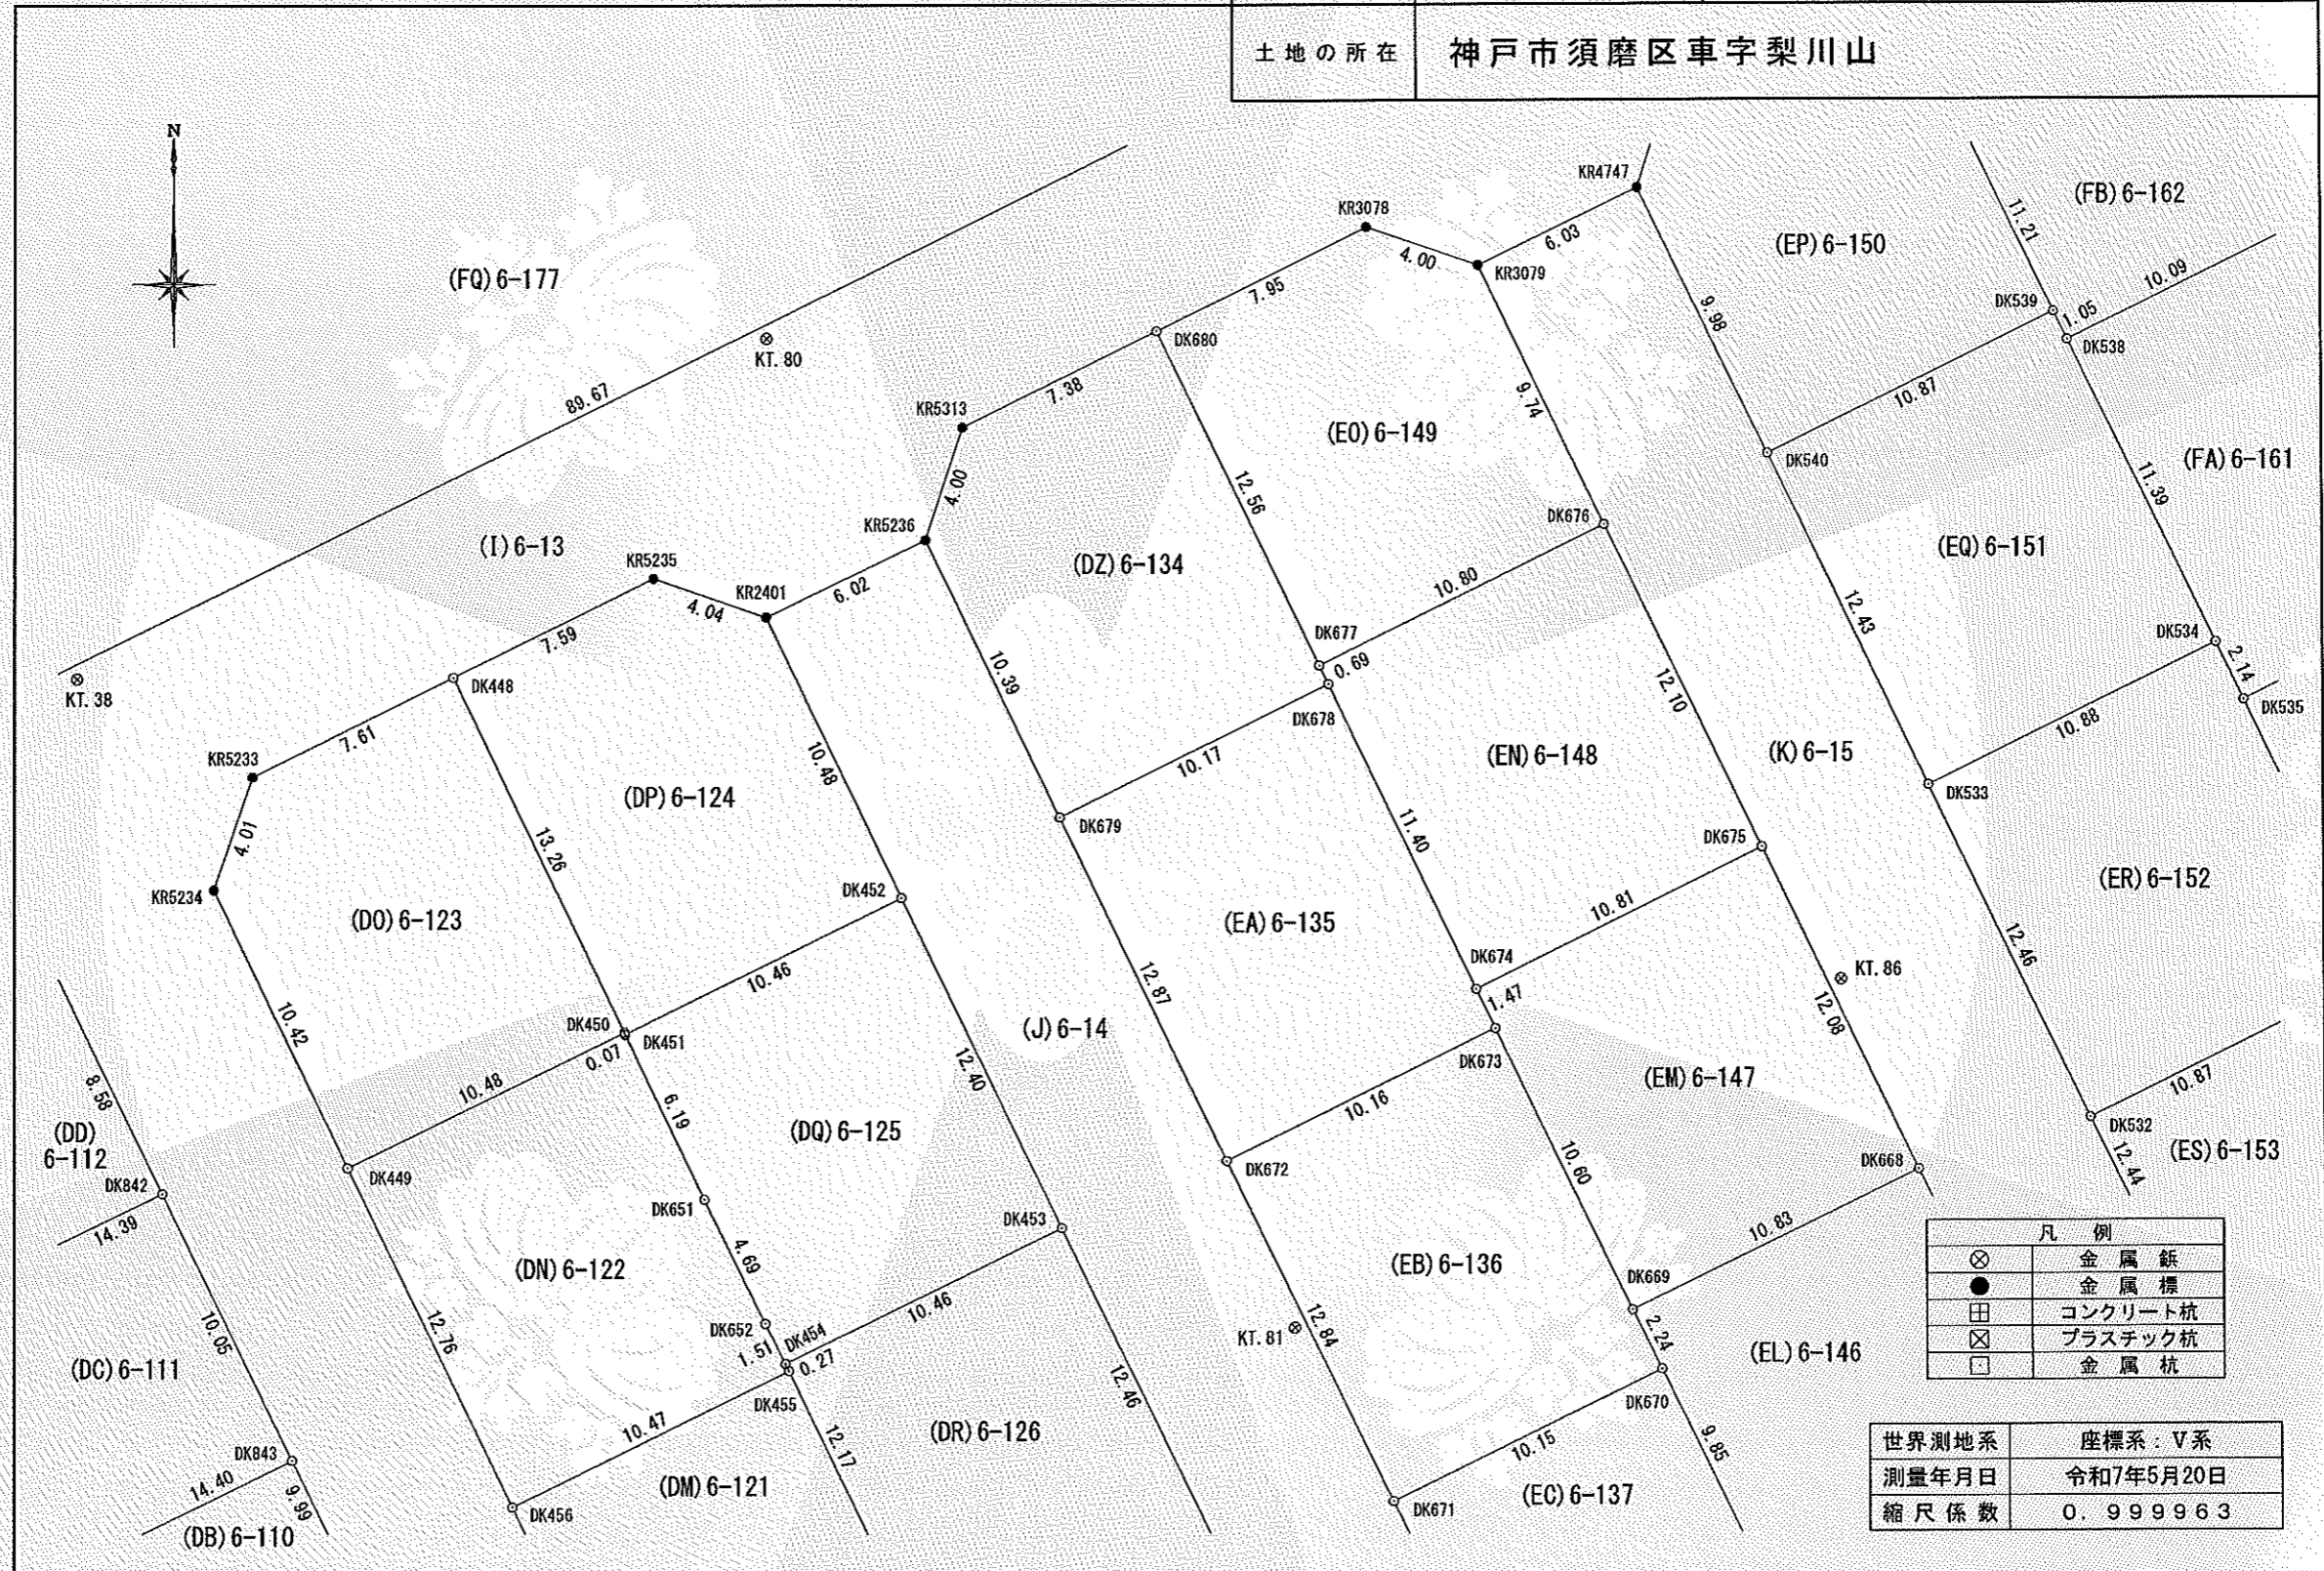 土地の所在 神戸市須磨区車字梨川山
N
KR4747
(FB)6-162
KR3078
11.21
6.03
(EP)6-150
4.00
KR3079
(FQ)6-177
10.09
7.95
DK539
1.05
9.98
DK680
DK538
KT.80
89.67
7.38
10.87
KR5313
9.74
(EO)6-149
DK540
(FA)6-161
11.39
12.56
4.00
KR5236
DK676
(I)6-13
(EQ)6-151
KR5235
(DZ)6-134
10.80
KR2401
6.02
4.04
12.43
7.59
DK677
DK534
0.69
2.14
10.39
DK448
KT.38
12.10
DK678
DK535
10.88
7.61
KR5233
10.17
(EN)6-148
(K)6-15
10.48
(DP)6-124
DK533
DK679
4.01
11.40
DK675
13.26
KR5234
DK452
(ER)6-152
10.81
(DO)6-123
(EA)6-135
12.46
DK674
KT.86
10.46
12.87
1.47
12.08
DK450
(J)6-14
10.42
DK451
0.07
DK673
12.40
(EM)6-147
10.87
8.58
10.48
10.16
6.19
(DD)
6-112
(DQ)6-125
DK532
(ES)6-153
DK668
12.44
DK449
DK672
10.60
DK842
DK651
14.39
DK453
10.83
4.69
(DN)6-122
(EB)6-136
DK669
10.46
10.05
12.76
DK652
DK454
12.84
KT.81
2.24
1.51
0.27
(EL)6-146
(DC)6-111
12.46
DK455
DK670
10.47
(DR)6-126
12.17
9.85
DK843
10.15
14.40
(DM)6-121
(EC)6-137
9.99
DK456
DK671
(DB)6-110
凡 例
金 属 鋲
金 属 標
コンクリート杭
プラスチック杭
金 属 杭
世界測地系 座標系:Ⅴ系
測量年月日 令和7年5月20日
縮尺係数 0.999963